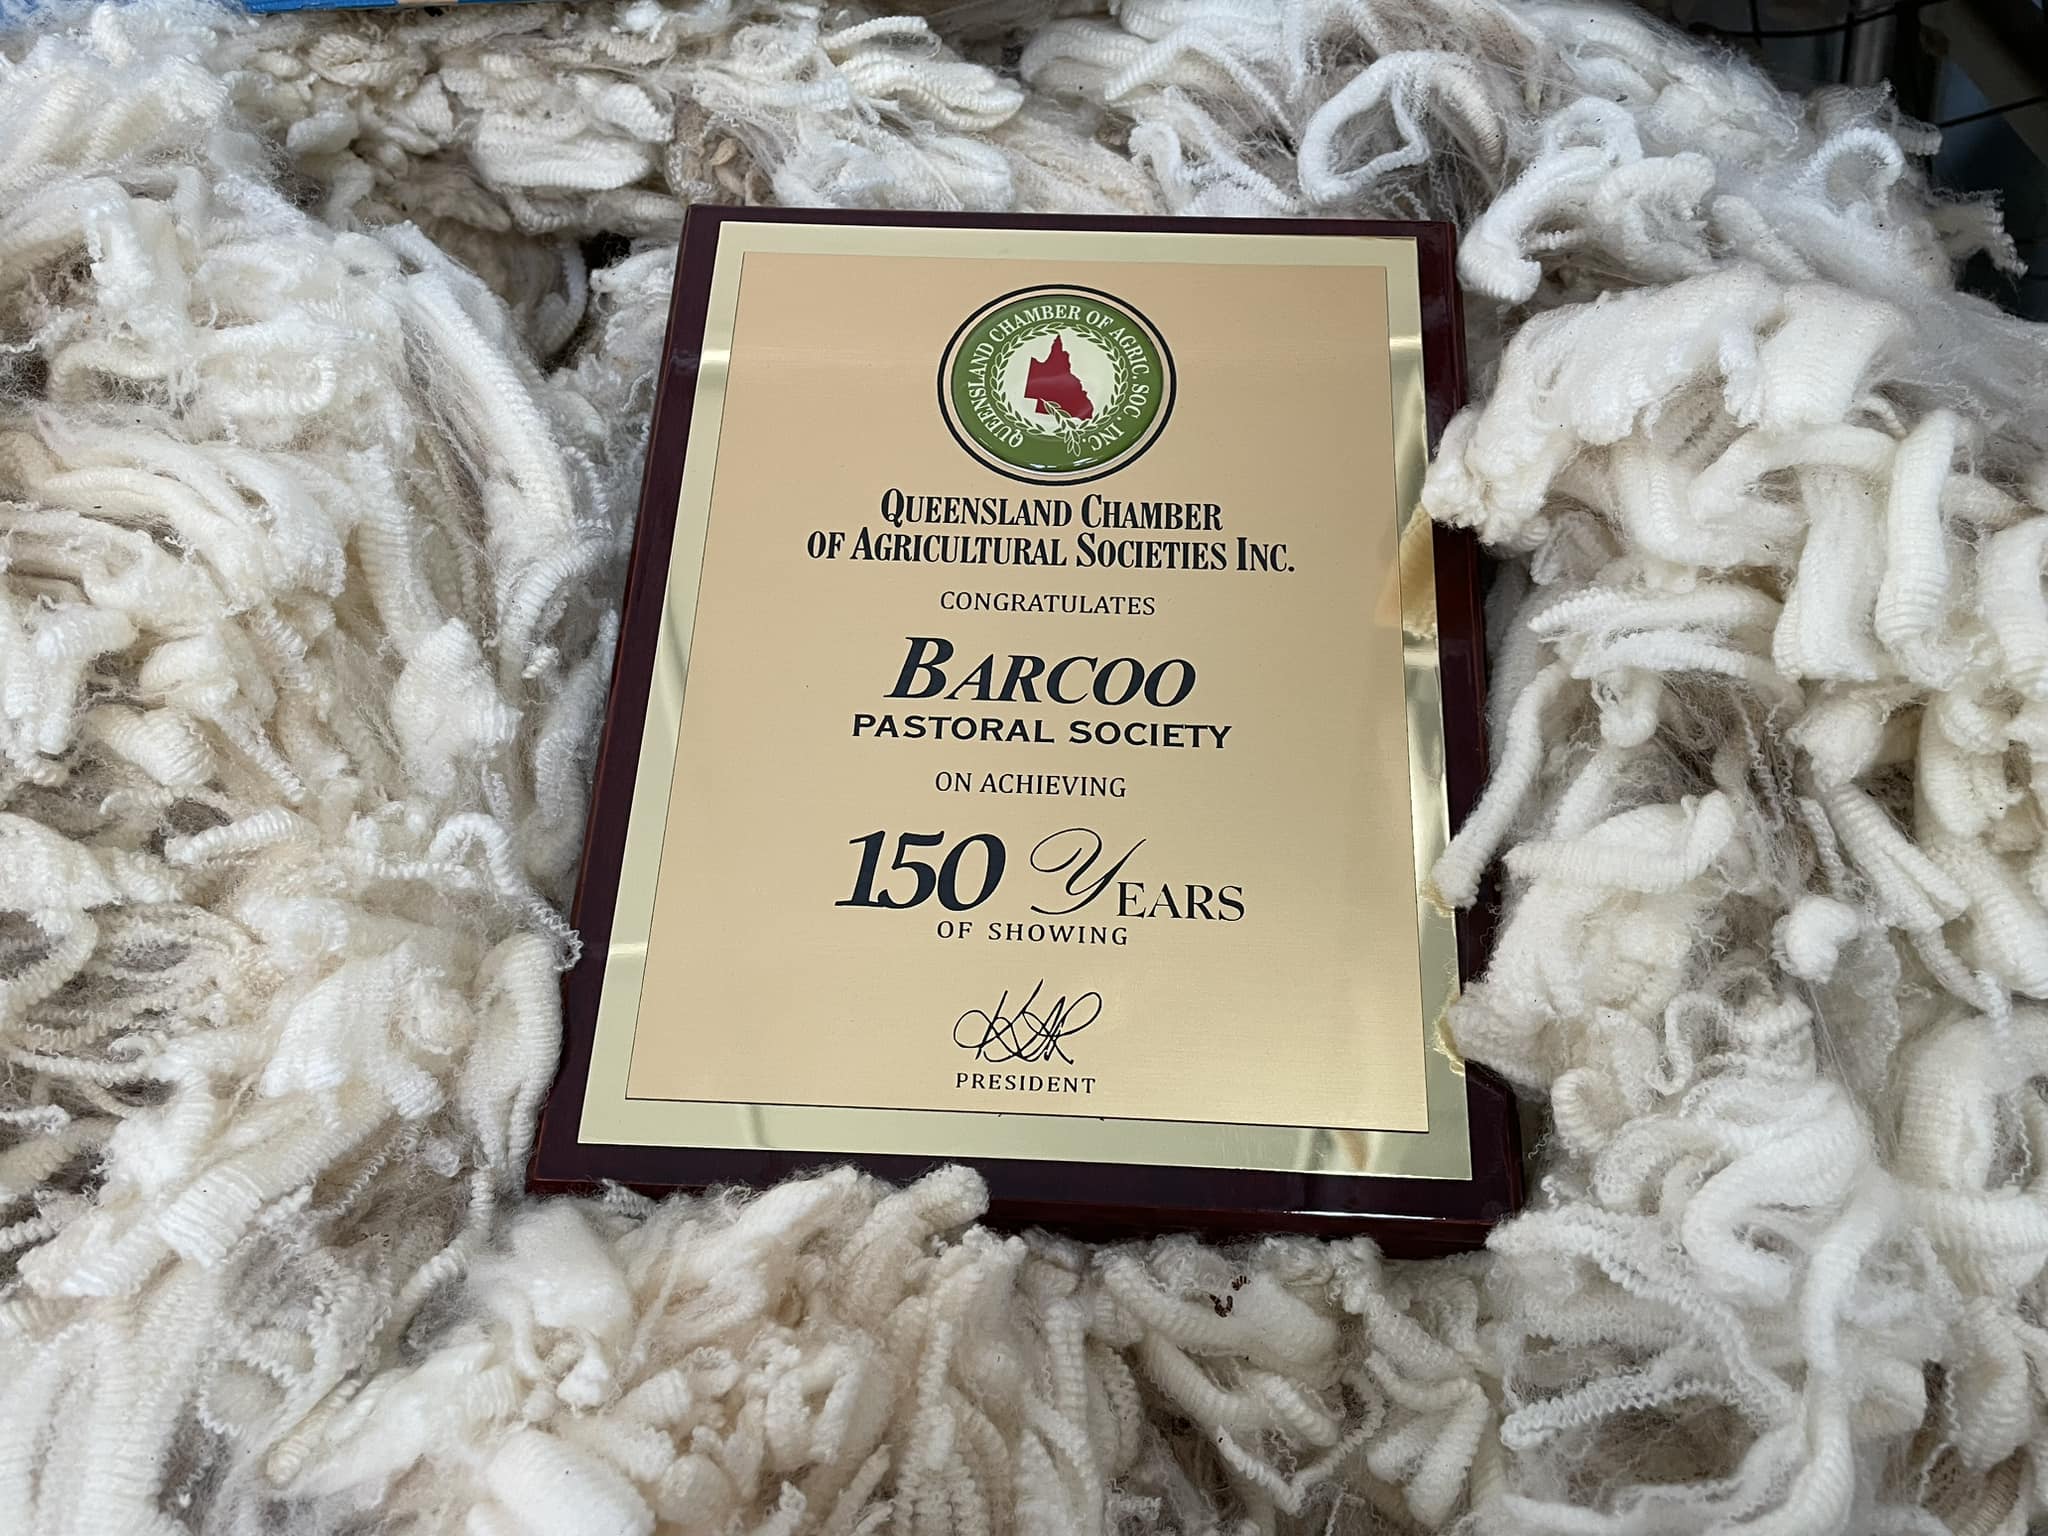 QUEENSLAND CHAMBER OF AGRIC. SOC. INC.
QUEENSLAND CHAMBER
OF AGRICULTURAL SOCIETIES INC.
CONGRATULATES
BARCOO
PASTORAL SOCIETY
ON ACHIEVING
150 YEARS
OF SHOWING
PRESIDENT